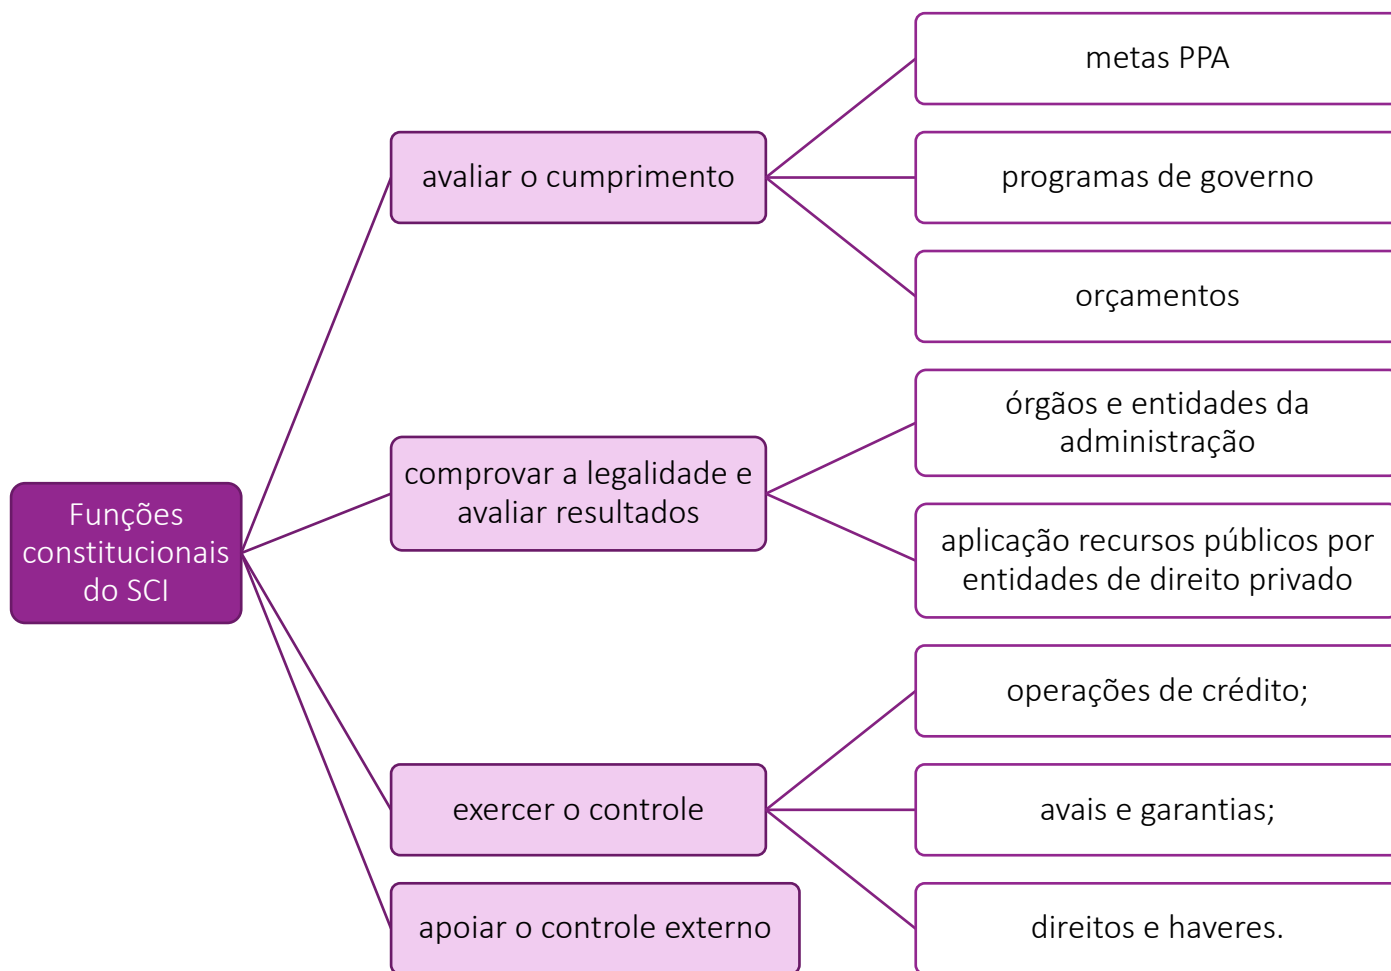 Funções
constitucionais
do SCI
avaliar o cumprimento
metas PPA
programas de governo
orçamentos
comprovar a legalidade e
avaliar resultados
órgãos e entidades da
administração
aplicação recursos públicos por
entidades de direito privado
exercer o controle
operações de crédito;
avais e garantias;
direitos e haveres.
apoiar o controle externo